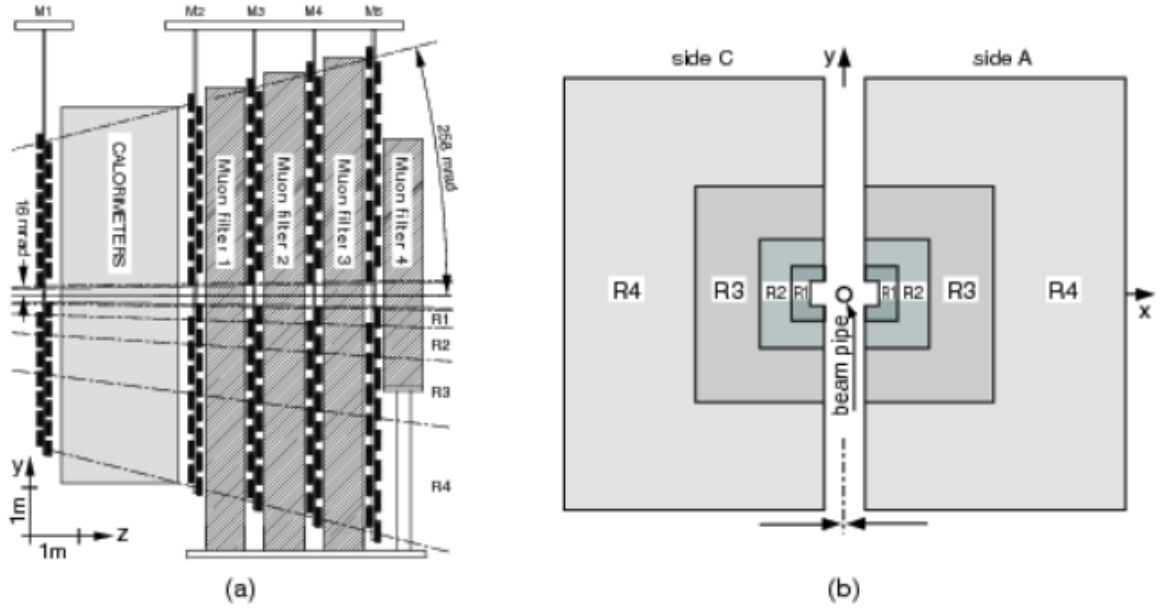 M1 M2 M3 M4 M5
CALORIMETERS
Muon filter 1
Muon filter 2
Muon filter 3
Muon filter 4
258 mrad
16 mrad
R1
R2
R3
R4
y
1m
1m
z
(a)
side C
y
side A
R4 R3 R2 R1 R1 R2 R3 R4
x
beam pipe
(b)